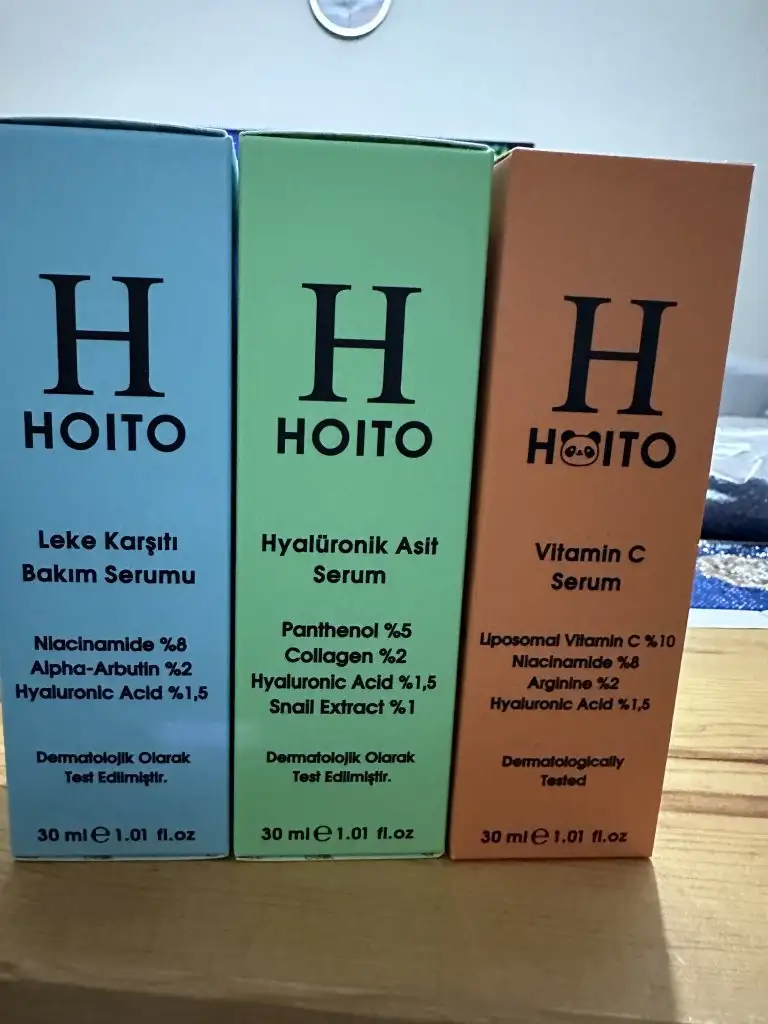 H
HOITO
Leke Karşıtı
Bakım Serumu
Niacinamide %8
Alpha-Arbutin %2
Hyaluronic Acid %1,5
Dermatolojik Olarak
Test Edilmiştir.
30 ml e 1.01 fl.oz
H
HOITO
Hyalüronik Asit
Serum
Panthenol %5
Collagen %2
Hyaluronic Acid %1,5
Snail Extract %1
Dermatolojik Olarak
Test Edilmiştir.
30 ml e 1.01 fl.oz
H
HOITO
Vitamin C
Serum
Liposomal Vitamin C %10
Niacinamide %8
Arginine %2
Hyaluronic Acid %1,5
Dermatologically
Tested
30 ml e 1.01 fl.oz